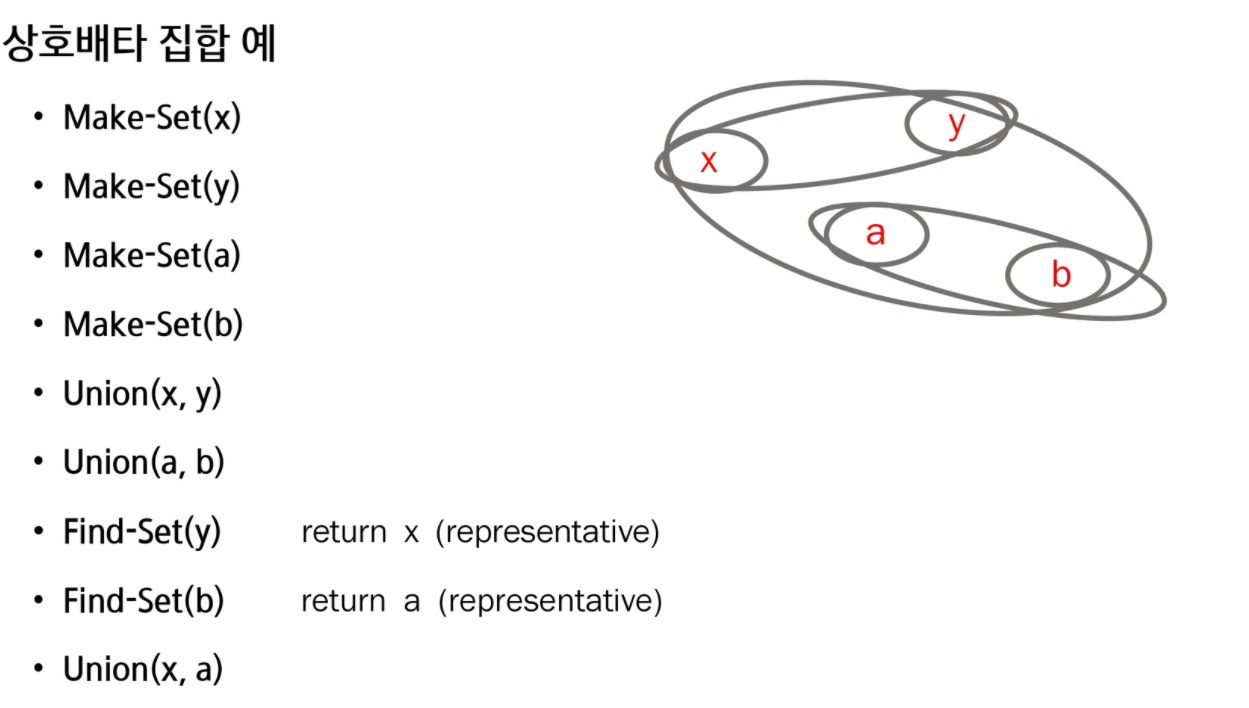 상호배타 집합 예
• Make-Set(x)
• Make-Set(y)
• Make-Set(a)
• Make-Set(b)
• Union(x, y)
• Union(a, b)
• Find-Set(y) return x (representative)
• Find-Set(b) return a (representative)
• Union(x, a)
x
y
a
b